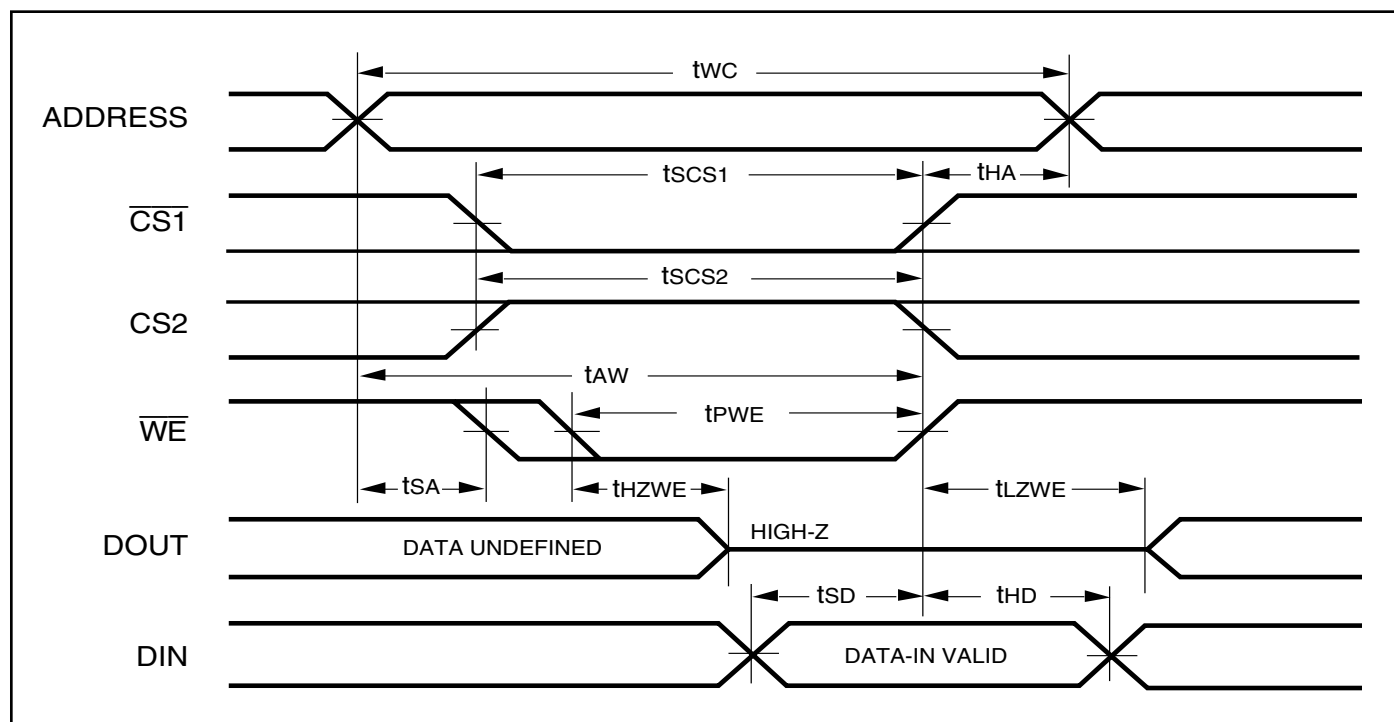 tWC
ADDRESS
tSCS1
tHA
CS1
tSCS2
CS2
tAW
WE
tPWE
tSA
tHZWE
tLZWE
DOUT
DATA UNDEFINED
HIGH-Z
tSD
tHD
DIN
DATA-IN VALID